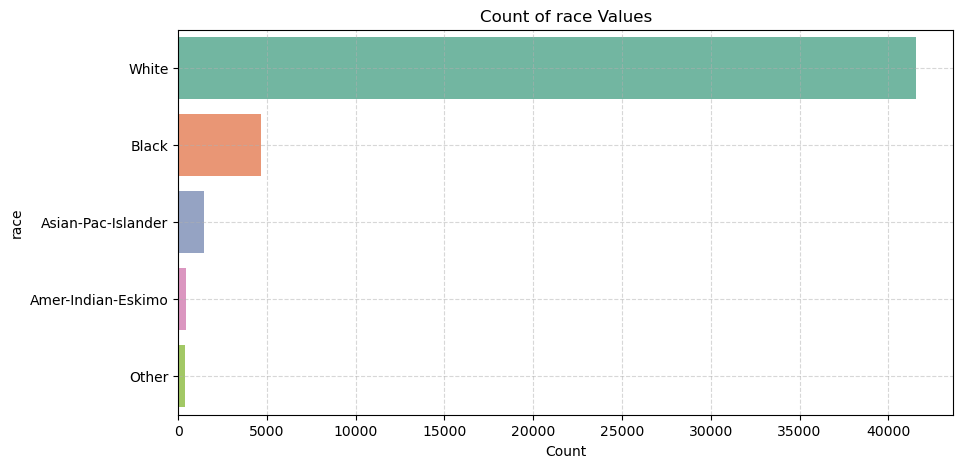 Count of race Values
White
Black
Asian-Pac-Islander
Amer-Indian-Eskimo
Other
race
0 5000 10000 15000 20000 25000 30000 35000 40000
Count